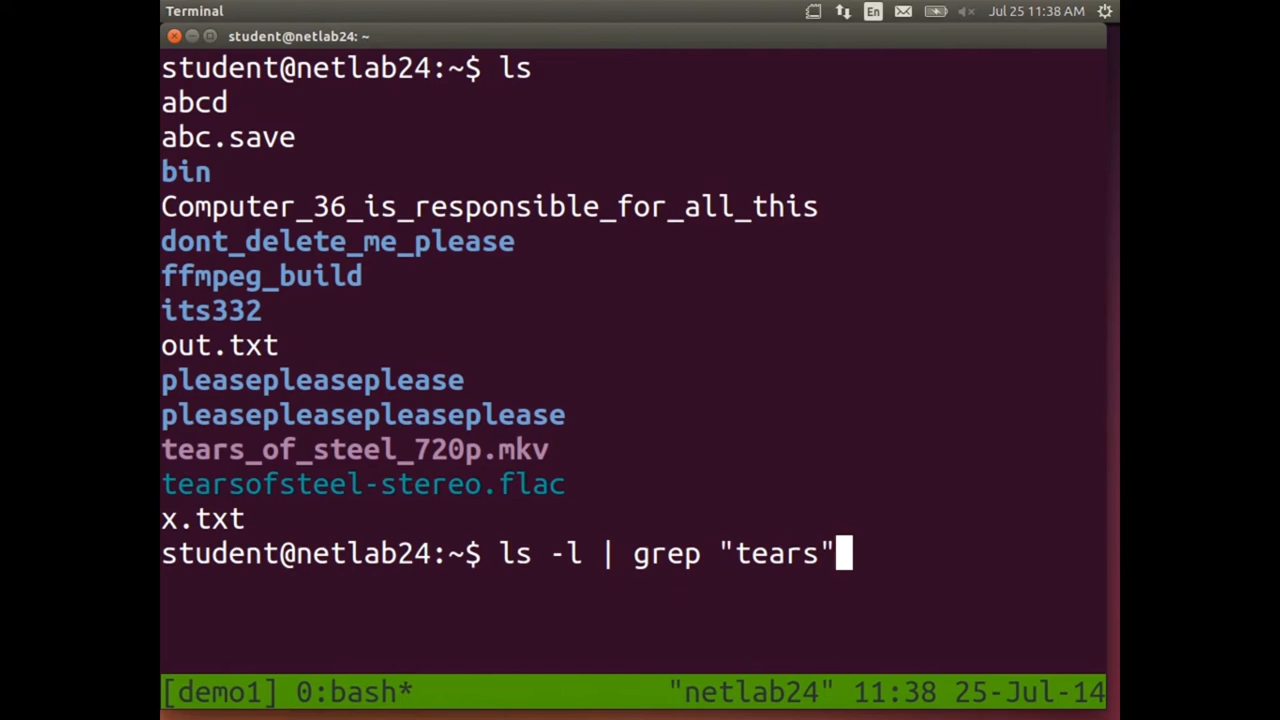 Terminal En Jul 25 11:38 AM
student@netlab24: ~
student@netlab24:~$ ls
abcd
abc.save
bin
Computer_36_is_responsible_for_all_this
dont_delete_me_please
ffmpeg_build
its332
out.txt
pleasepleaseplease
pleasepleasepleaseplease
tears_of_steel_720p.mkv
tearsofsteel-stereo.flac
x.txt
student@netlab24:~$ ls -l | grep "tears"
[demo1] 0:bash* "netlab24" 11:38 25-Jul-14